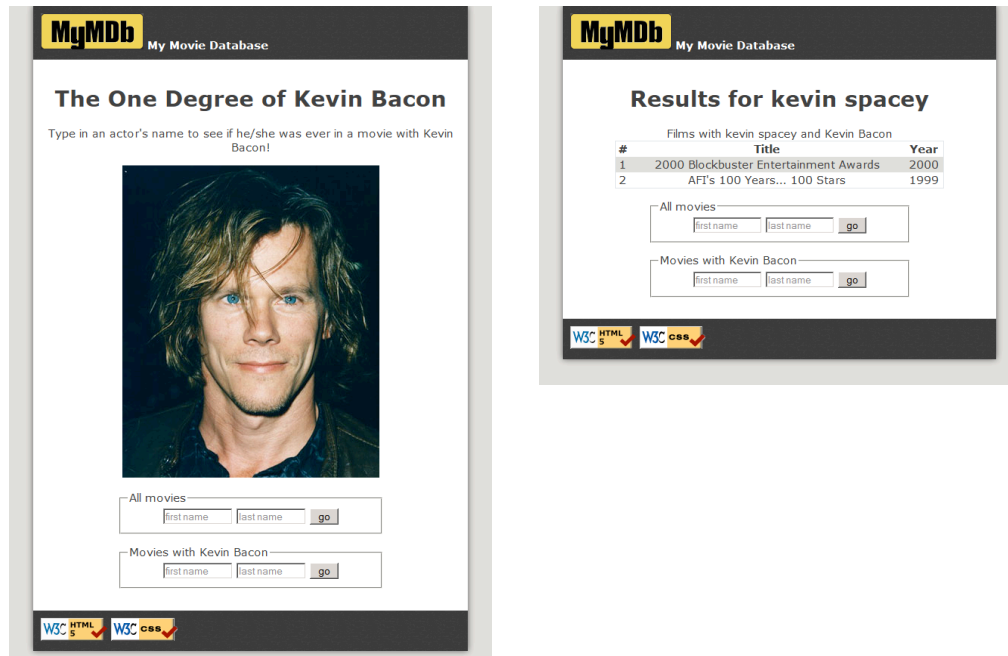 MyMDb My Movie Database
The One Degree of Kevin Bacon
Type in an actor's name to see if he/she was ever in a movie with Kevin
Bacon!
All movies
first name last name go
Movies with Kevin Bacon
first name last name go
W3C HTML 5 W3C css
MyMDb My Movie Database
Results for kevin spacey
Films with kevin spacey and Kevin Bacon
# Title Year
1 2000 Blockbuster Entertainment Awards 2000
2 AFI's 100 Years... 100 Stars 1999
All movies
first name last name go
Movies with Kevin Bacon
first name last name go
W3C HTML 5 W3C css